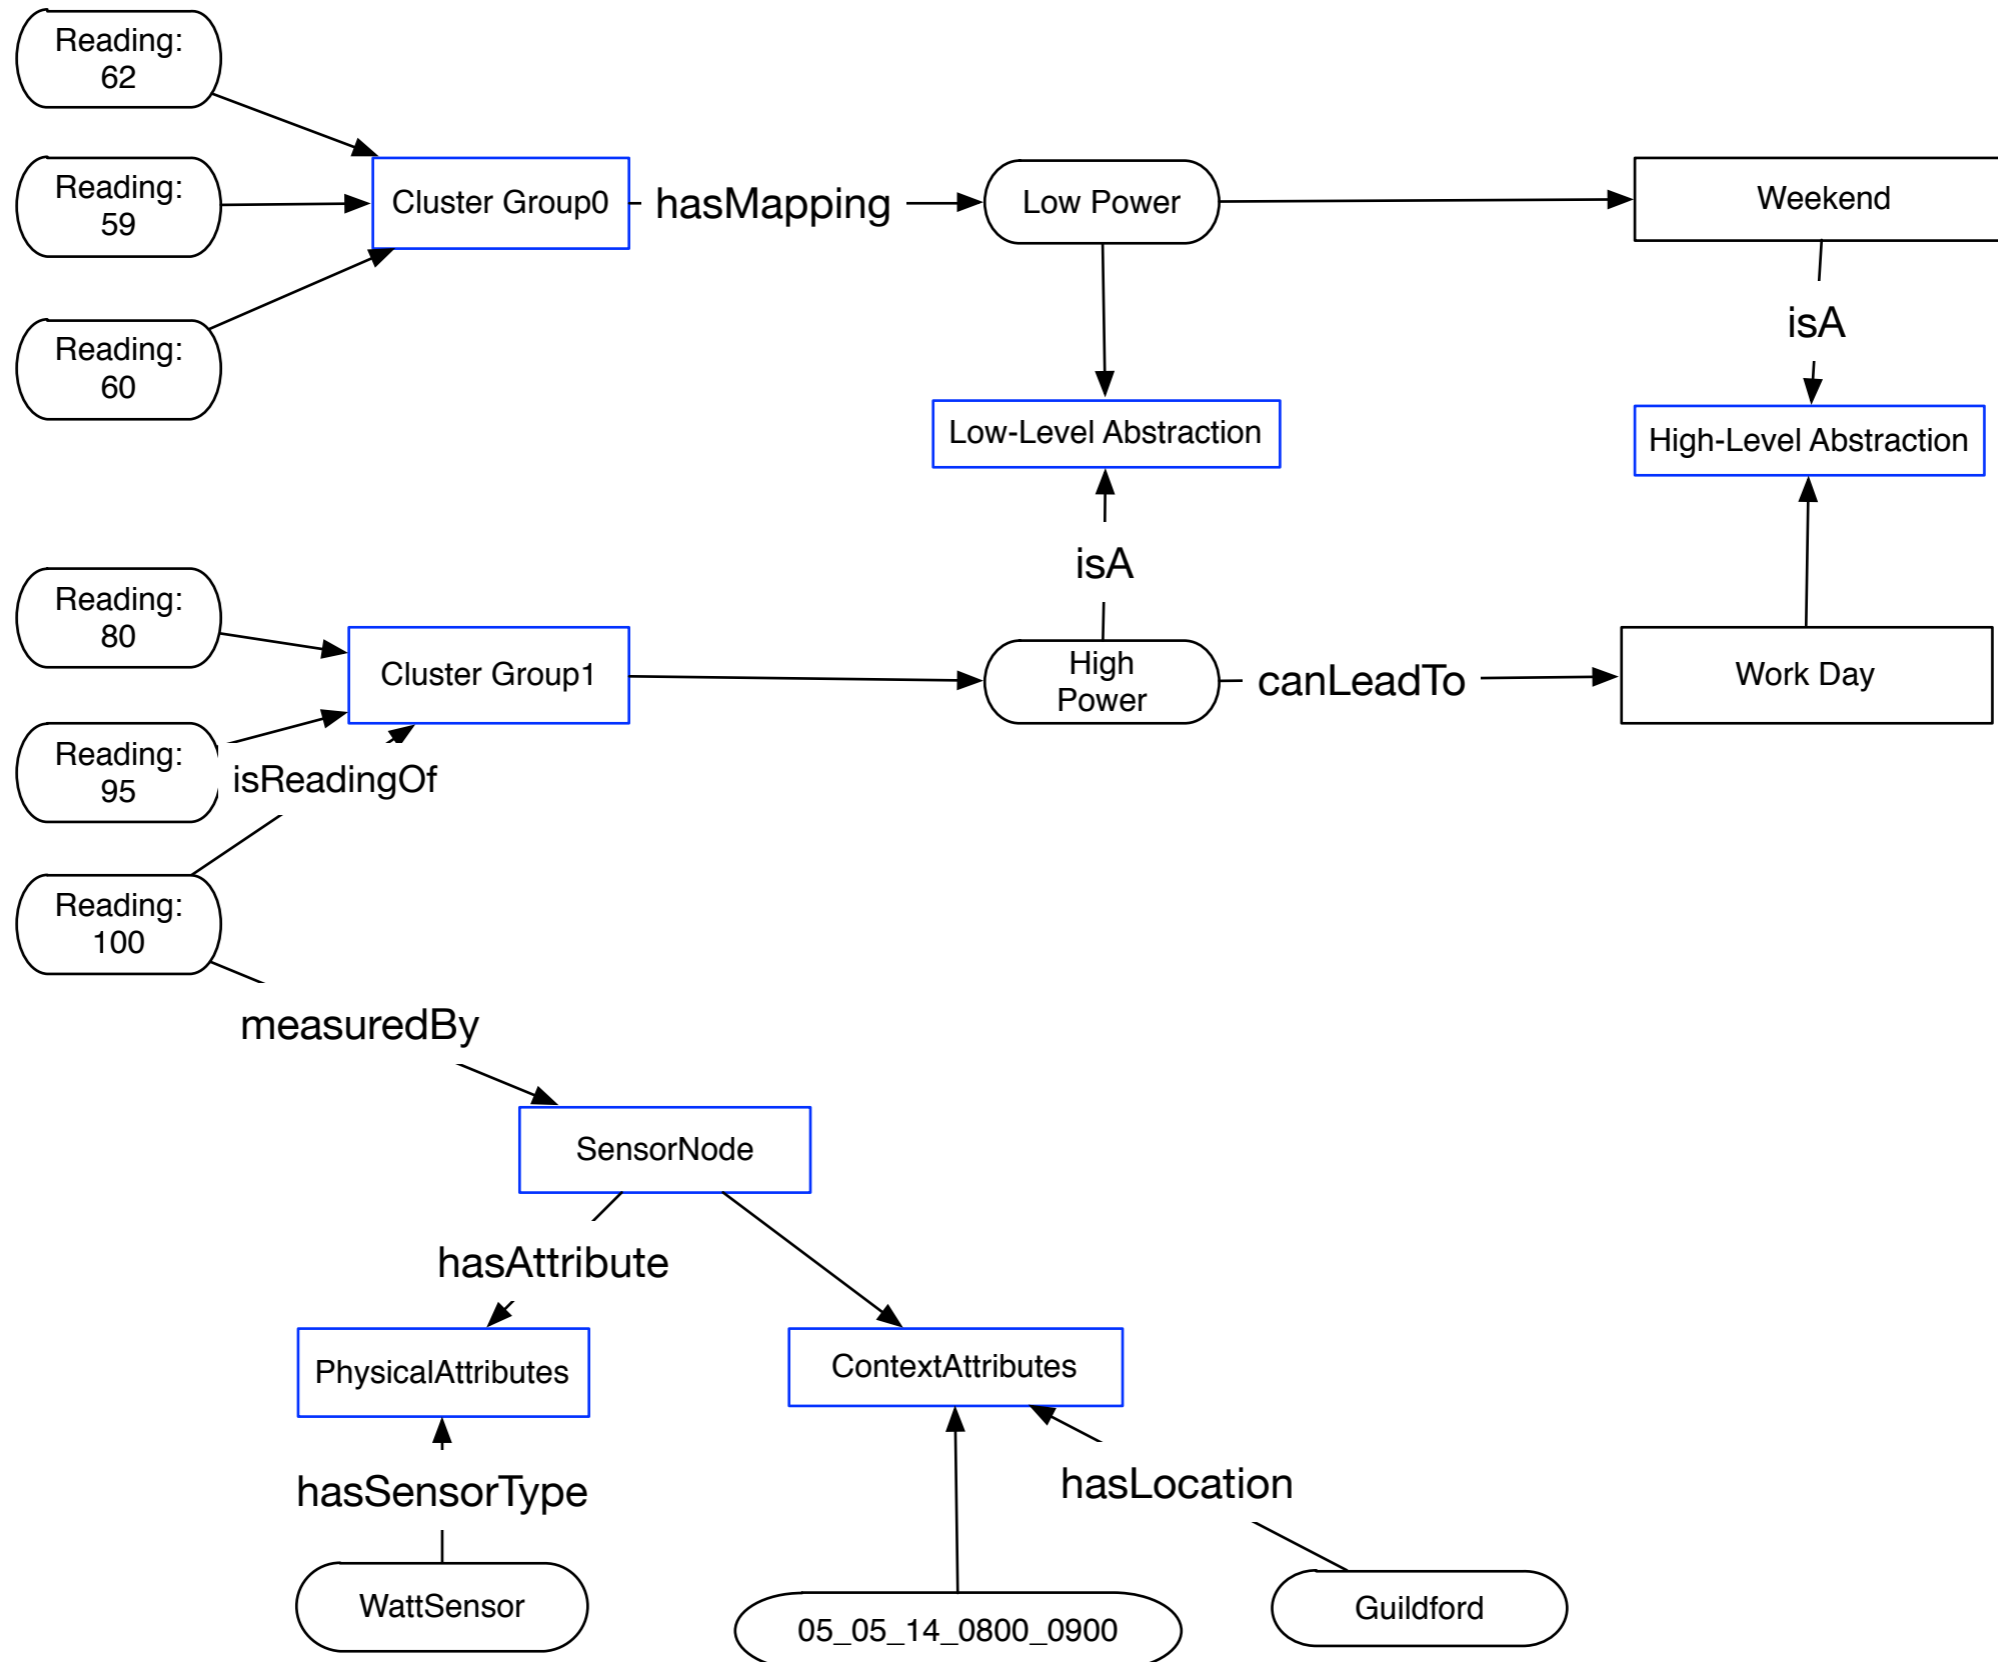 Reading:
62
Reading:
59
Cluster Group0
hasMapping
Low Power
Weekend
isA
Reading:
60
Low-Level Abstraction
High-Level Abstraction
isA
Reading:
80
Cluster Group1
High
Power
canLeadTo
Work Day
Reading:
95
isReadingOf
Reading:
100
measuredBy
SensorNode
hasAttribute
PhysicalAttributes
ContextAttributes
hasSensorType
hasLocation
WattSensor
05_05_14_0800_0900
Guildford